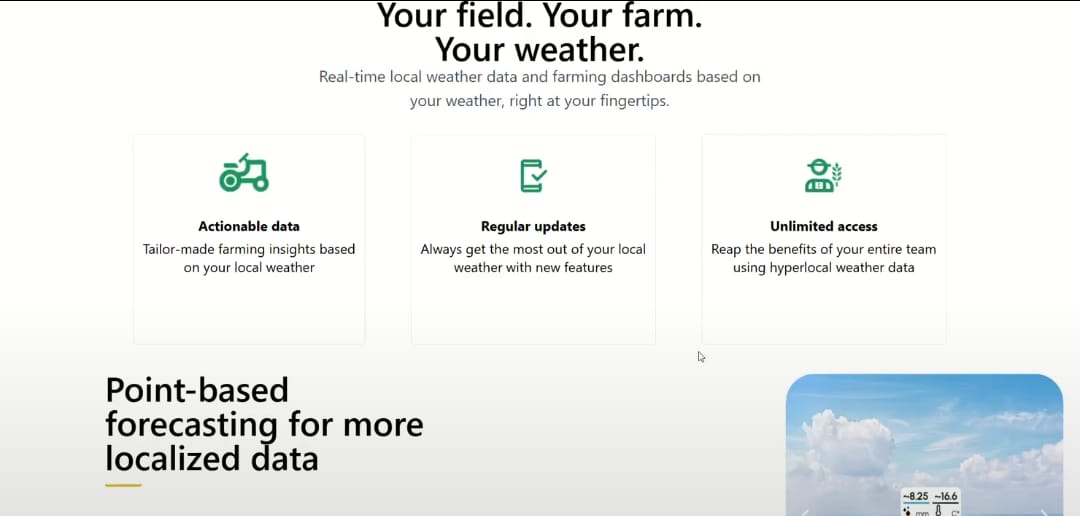 Your field. Your farm.
Your weather.
Real-time local weather data and farming dashboards based on
your weather, right at your fingertips.
Actionable data
Tailor-made farming insights based
on your local weather
Regular updates
Always get the most out of your local
weather with new features
Unlimited access
Reap the benefits of your entire team
using hyperlocal weather data
Point-based
forecasting for more
localized data
~8.25 ~16.6
mm C°